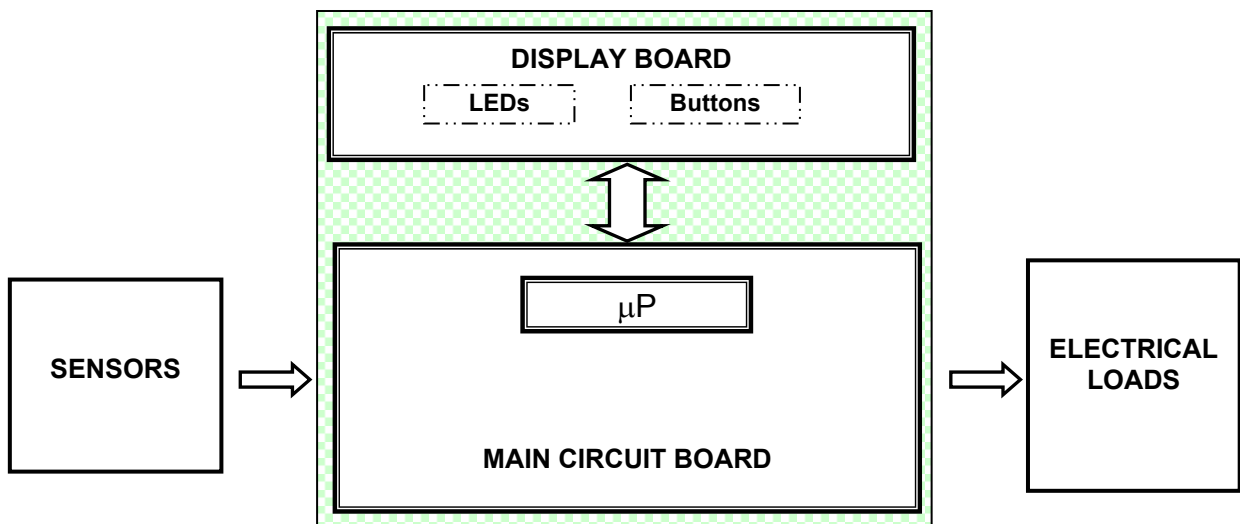 DISPLAY BOARD
LEDs
Buttons
μP
SENSORS
ELECTRICAL
LOADS
MAIN CIRCUIT BOARD